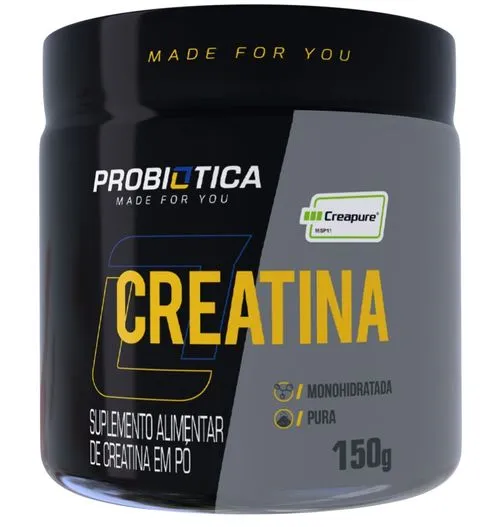 MADE FOR YOU
PROBIOTICA
MADE FOR YOU
Creapure®
CREATINA
/ MONOHIDRATADA
/ PURA
SUPLEMENTO ALIMENTAR
DE CREATINA EM PÓ
150g